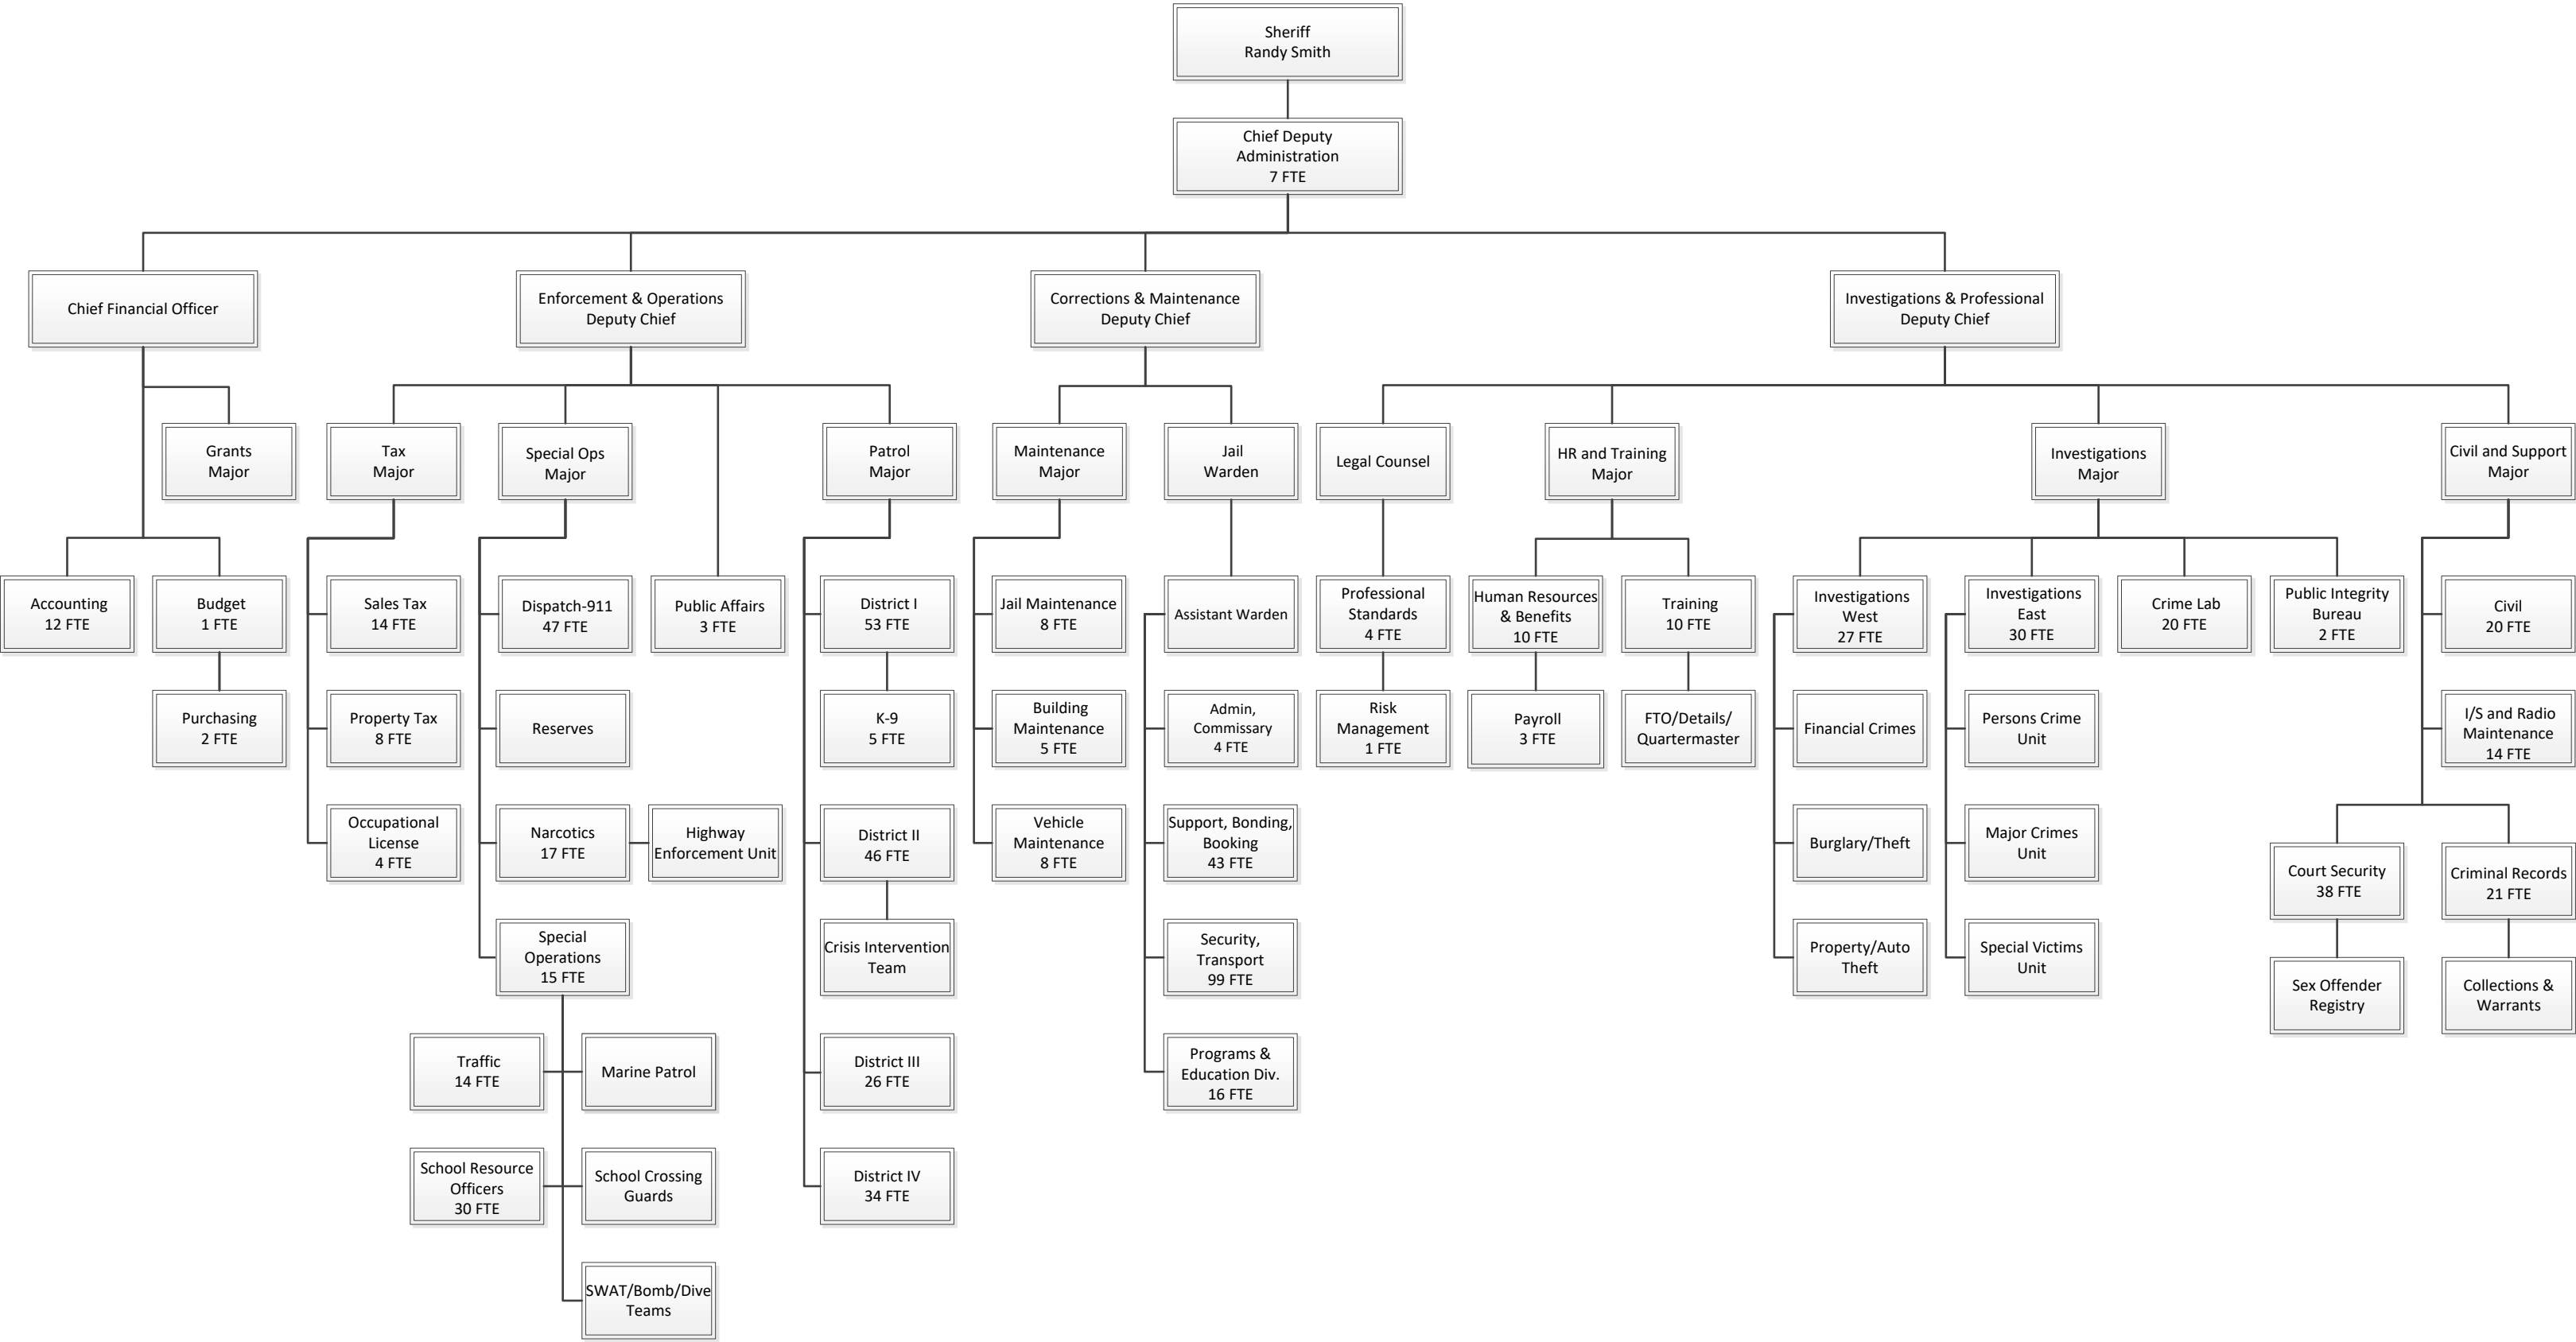 Sheriff
Randy Smith
Chief Deputy
Administration
7 FTE
Chief Financial Officer
Enforcement & Operations
Deputy Chief
Corrections & Maintenance
Deputy Chief
Investigations & Professional
Deputy Chief
Grants
Major
Tax
Major
Special Ops
Major
Patrol
Major
Maintenance
Major
Jail
Warden
Legal Counsel
HR and Training
Major
Investigations
Major
Civil and Support
Major
Accounting
12 FTE
Budget
1 FTE
Sales Tax
14 FTE
Dispatch-911
47 FTE
Public Affairs
3 FTE
District I
53 FTE
Jail Maintenance
8 FTE
Assistant Warden
Professional
Standards
4 FTE
Human Resources
& Benefits
10 FTE
Training
10 FTE
Investigations
West
27 FTE
Investigations
East
30 FTE
Crime Lab
20 FTE
Public Integrity
Bureau
2 FTE
Civil
20 FTE
Purchasing
2 FTE
Property Tax
8 FTE
Reserves
K-9
5 FTE
Building
Maintenance
5 FTE
Admin,
Commissary
4 FTE
Risk
Management
1 FTE
Payroll
3 FTE
FTO/Details/
Quartermaster
Financial Crimes
Persons Crime
Unit
I/S and Radio
Maintenance
14 FTE
Occupational
License
4 FTE
Narcotics
17 FTE
Highway
Enforcement Unit
District II
46 FTE
Vehicle
Maintenance
8 FTE
Support, Bonding,
Booking
43 FTE
Burglary/Theft
Major Crimes
Unit
Court Security
38 FTE
Criminal Records
21 FTE
Special
Operations
15 FTE
Crisis Intervention
Team
Security,
Transport
99 FTE
Property/Auto
Theft
Special Victims
Unit
Sex Offender
Registry
Collections &
Warrants
Traffic
14 FTE
Marine Patrol
District III
26 FTE
Programs &
Education Div.
16 FTE
School Resource
Officers
30 FTE
School Crossing
Guards
District IV
34 FTE
SWAT/Bomb/Dive
Teams